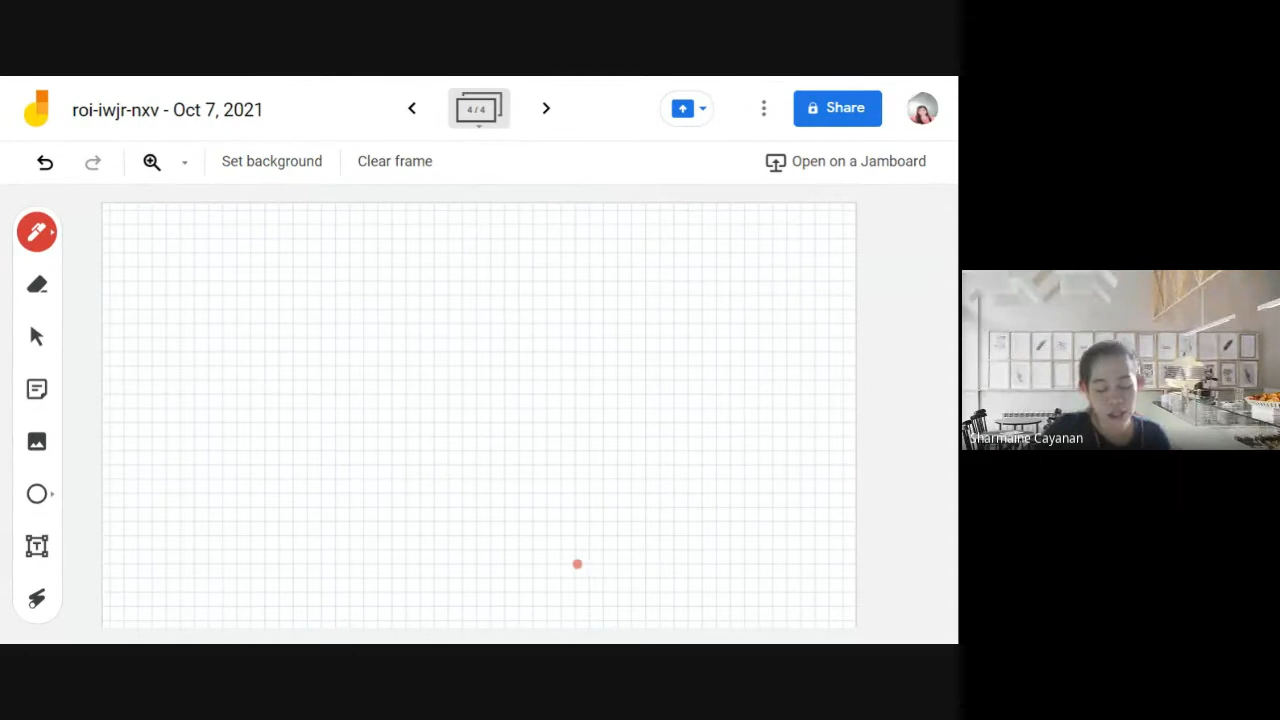 roi-iwjr-nxv - Oct 7, 2021
4 / 4
Share
Set background
Clear frame
Open on a Jamboard
T
Sharmaine Cayanan